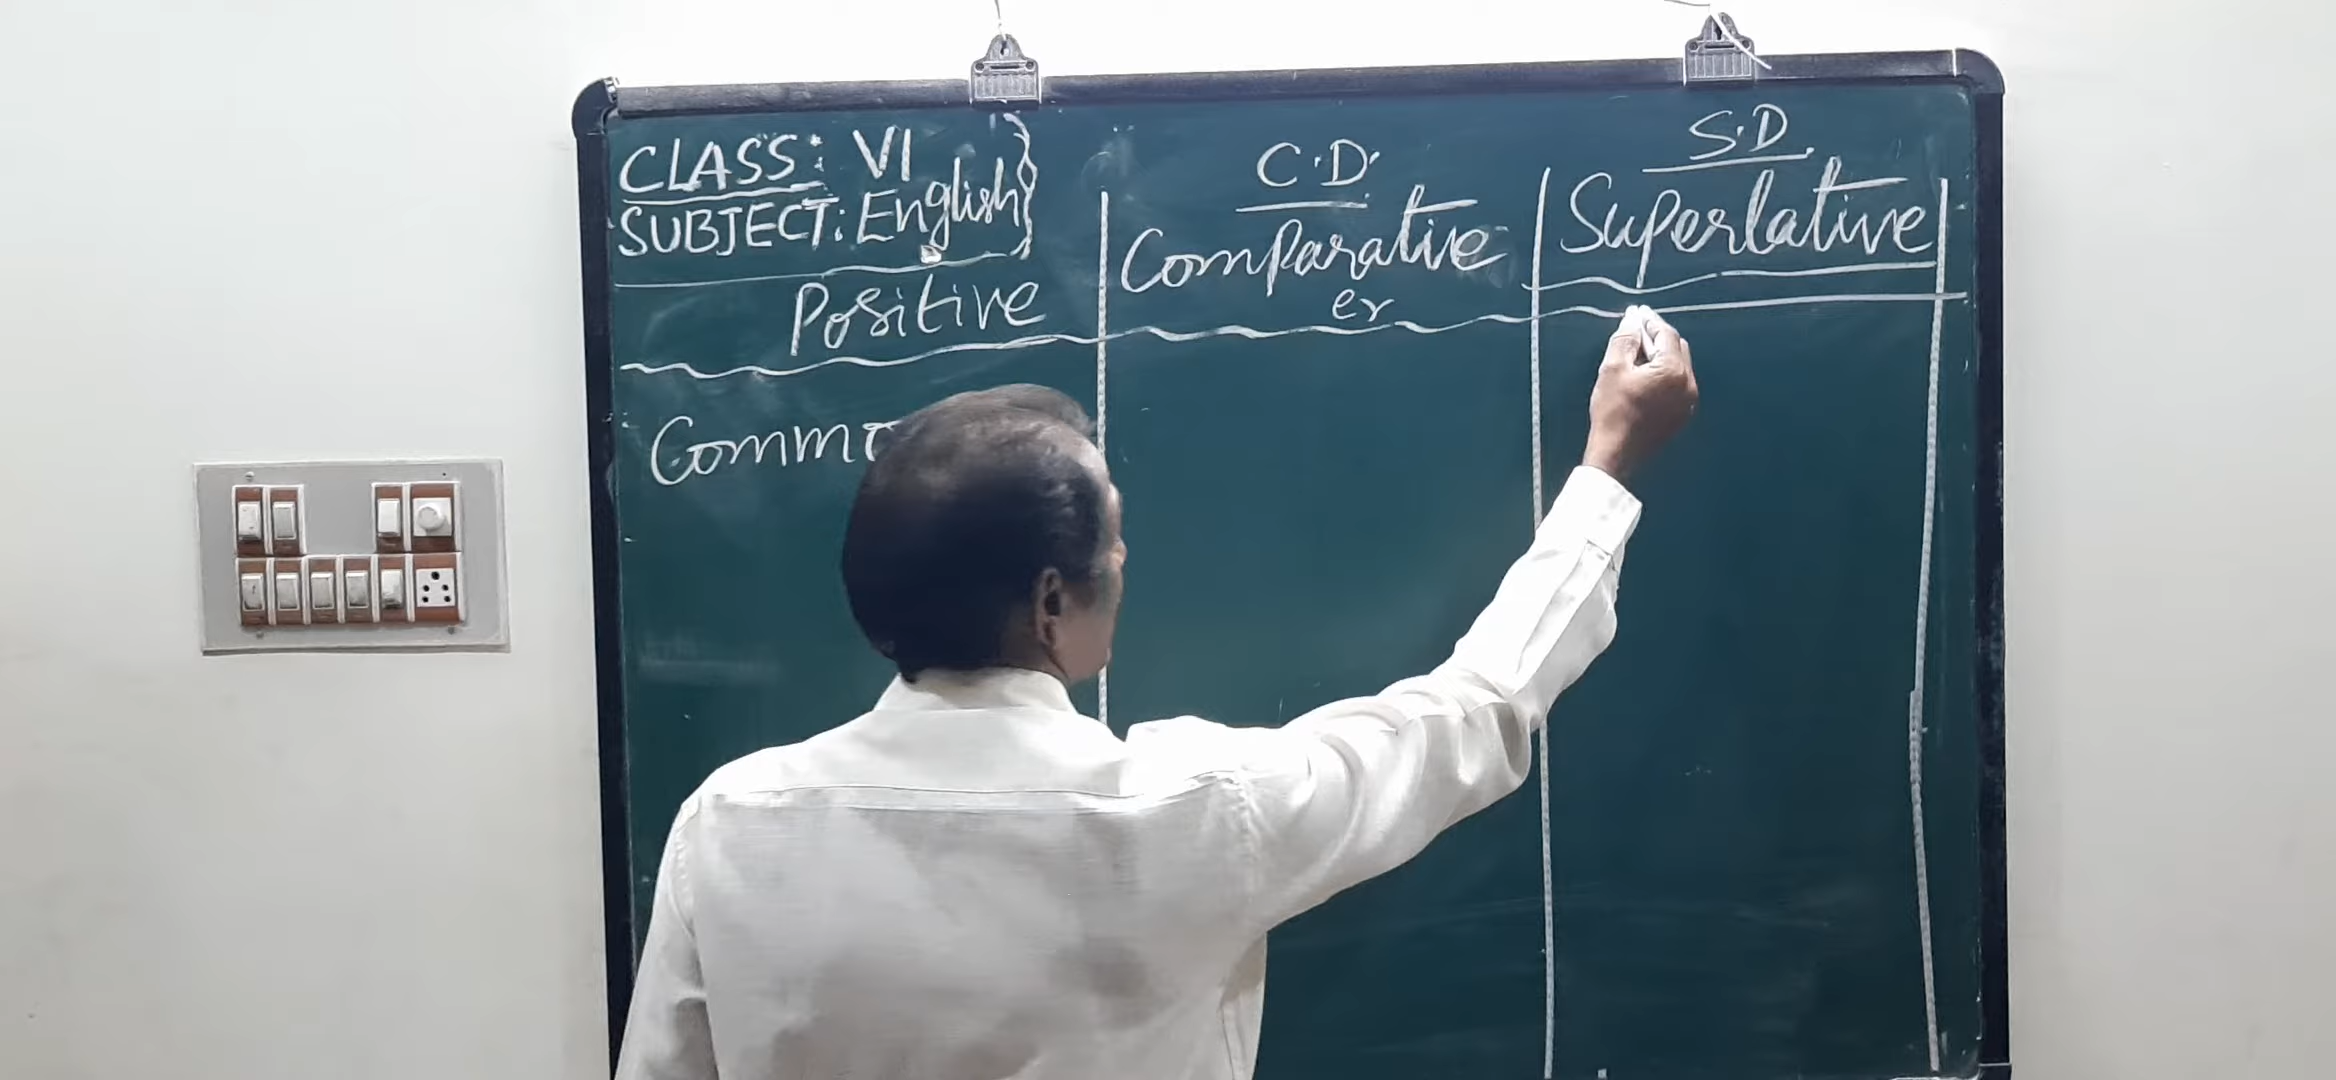 CLASS: VI
SUBJECT: English
Positive
C.D.
Comparative
er
S.D.
Superlative